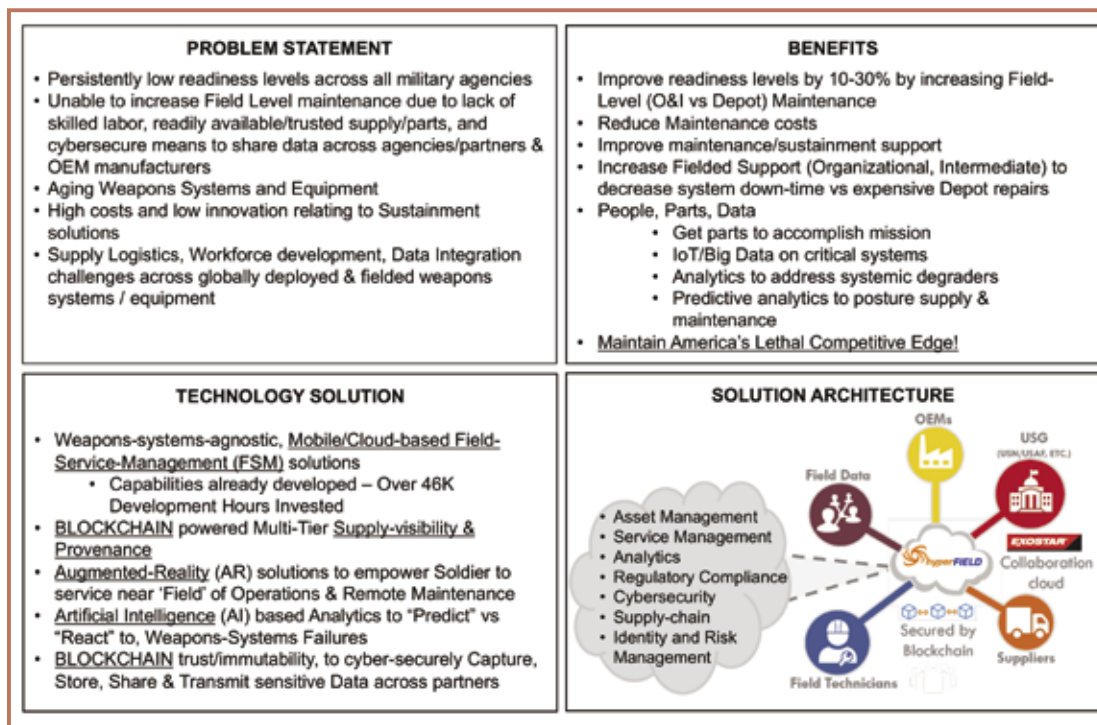 PROBLEM STATEMENT
• Persistently low readiness levels across all military agencies
• Unable to increase Field Level maintenance due to lack of
skilled labor, readily available/trusted supply/parts, and
cybersecure means to share data across agencies/partners &
OEM manufacturers
• Aging Weapons Systems and Equipment
• High costs and low innovation relating to Sustainment
solutions
• Supply Logistics, Workforce development, Data Integration
challenges across globally deployed & fielded weapons
systems / equipment
BENEFITS
• Improve readiness levels by 10-30% by increasing Field-
Level (O&I vs Depot) Maintenance
• Reduce Maintenance costs
• Improve maintenance/sustainment support
• Increase Fielded Support (Organizational, Intermediate) to
decrease system down-time vs expensive Depot repairs
• People, Parts, Data
• Get parts to accomplish mission
• IoT/Big Data on critical systems
• Analytics to address systemic degraders
• Predictive analytics to posture supply &
maintenance
• Maintain America's Lethal Competitive Edge!
TECHNOLOGY SOLUTION
• Weapons-systems-agnostic, Mobile/Cloud-based Field-
Service-Management (FSM) solutions
• Capabilities already developed – Over 46K
Development Hours Invested
• BLOCKCHAIN powered Multi-Tier Supply-visibility &
Provenance
• Augmented-Reality (AR) solutions to empower Soldier to
service near 'Field' of Operations & Remote Maintenance
• Artificial Intelligence (AI) based Analytics to "Predict" vs
"React" to, Weapons-Systems Failures
• BLOCKCHAIN trust/immutability, to cyber-securely Capture,
Store, Share & Transmit sensitive Data across partners
SOLUTION ARCHITECTURE
OEMs
USG
(USN/USAF, ETC.)
Field Data
• Asset Management
• Service Management
• Analytics
• Regulatory Compliance
• Cybersecurity
• Supply-chain
• Identity and Risk
Management
hyperFIELD
EXOSTAR
Collaboration
cloud
Secured by
Blockchain
Suppliers
Field Technicians